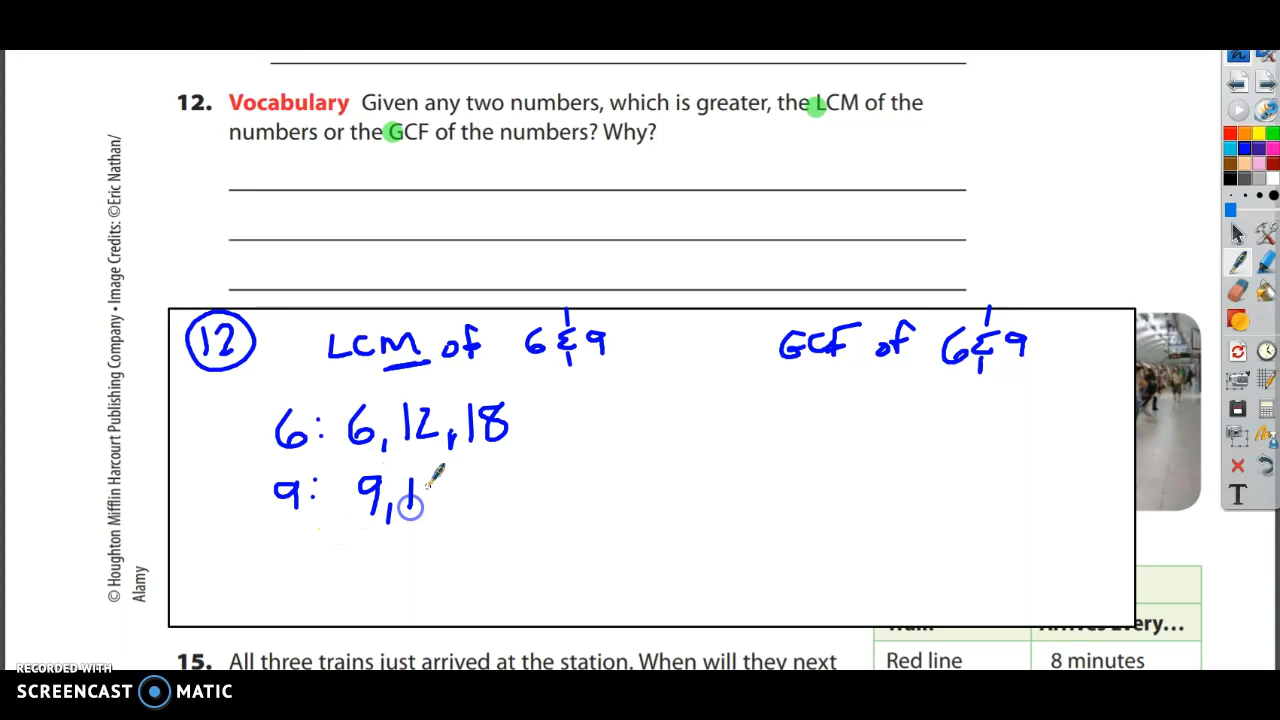 12. Vocabulary Given any two numbers, which is greater, the LCM of the
numbers or the GCF of the numbers? Why?
© Houghton Mifflin Harcourt Publishing Company • Image Credits: ©Eric Nathan/
Alamy
12 LCM of 6 & 9 GCF of 6 & 9
6: 6, 12, 18
9: 9, 1
Train Arrives Every...
15. All three trains just arrived at the station. When will they next
Red line 8 minutes
RECORDED WITH
SCREENCAST MATIC
T